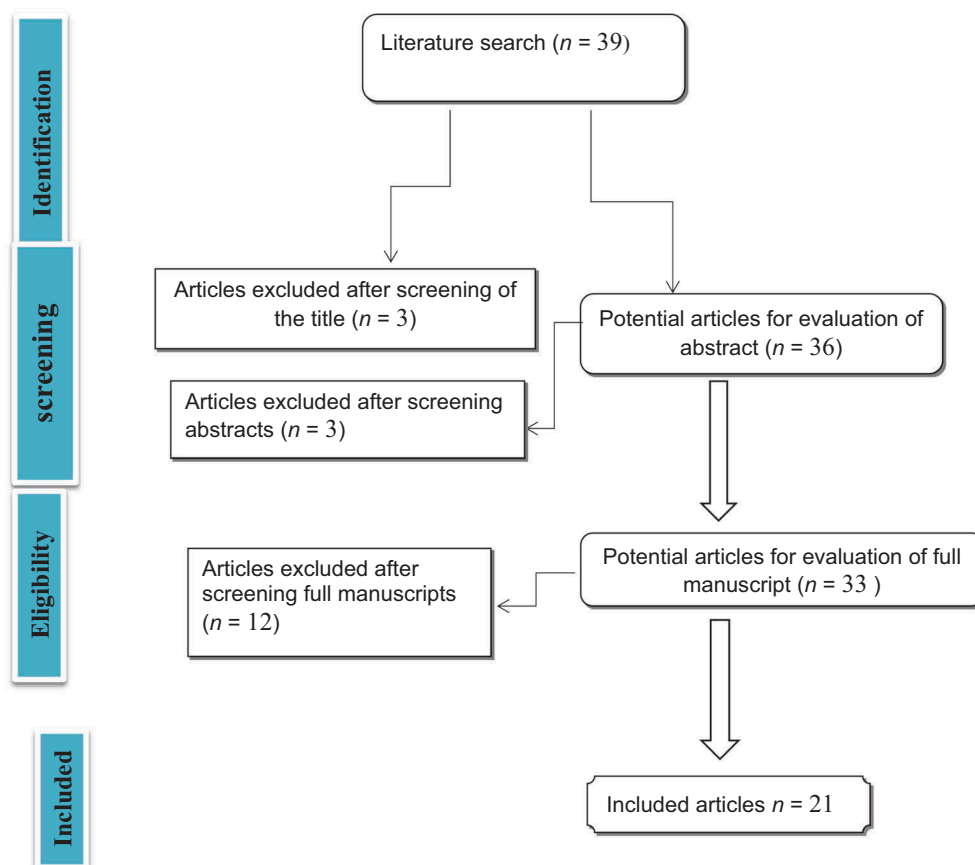 Identification
Literature search (n = 39)
screening
Articles excluded after screening of
the title (n = 3)
Potential articles for evaluation of
abstract (n = 36)
Articles excluded after screening
abstracts (n = 3)
Eligibility
Potential articles for evaluation of full
manuscript (n = 33 )
Articles excluded after
screening full manuscripts
(n = 12)
Included
Included articles n = 21